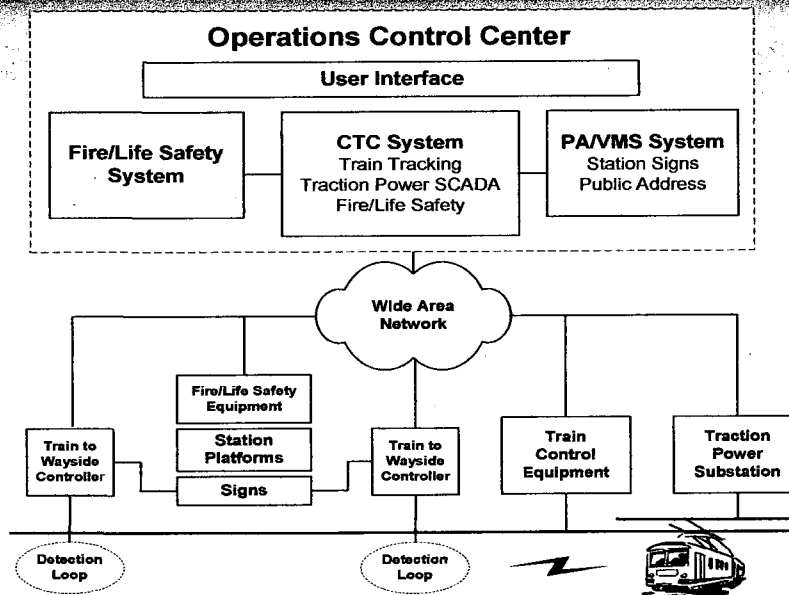 Operations Control Center
User Interface
Fire/Life Safety
System
CTC System
Train Tracking
Traction Power SCADA
Fire/Life Safety
PA/VMS System
Station Signs
Public Address
Wide Area
Network
Fire/Life Safety
Equipment
Station
Platforms
Signs
Train to
Wayside
Controller
Train to
Wayside
Controller
Train
Control
Equipment
Traction
Power
Substation
Detection
Loop
Detection
Loop